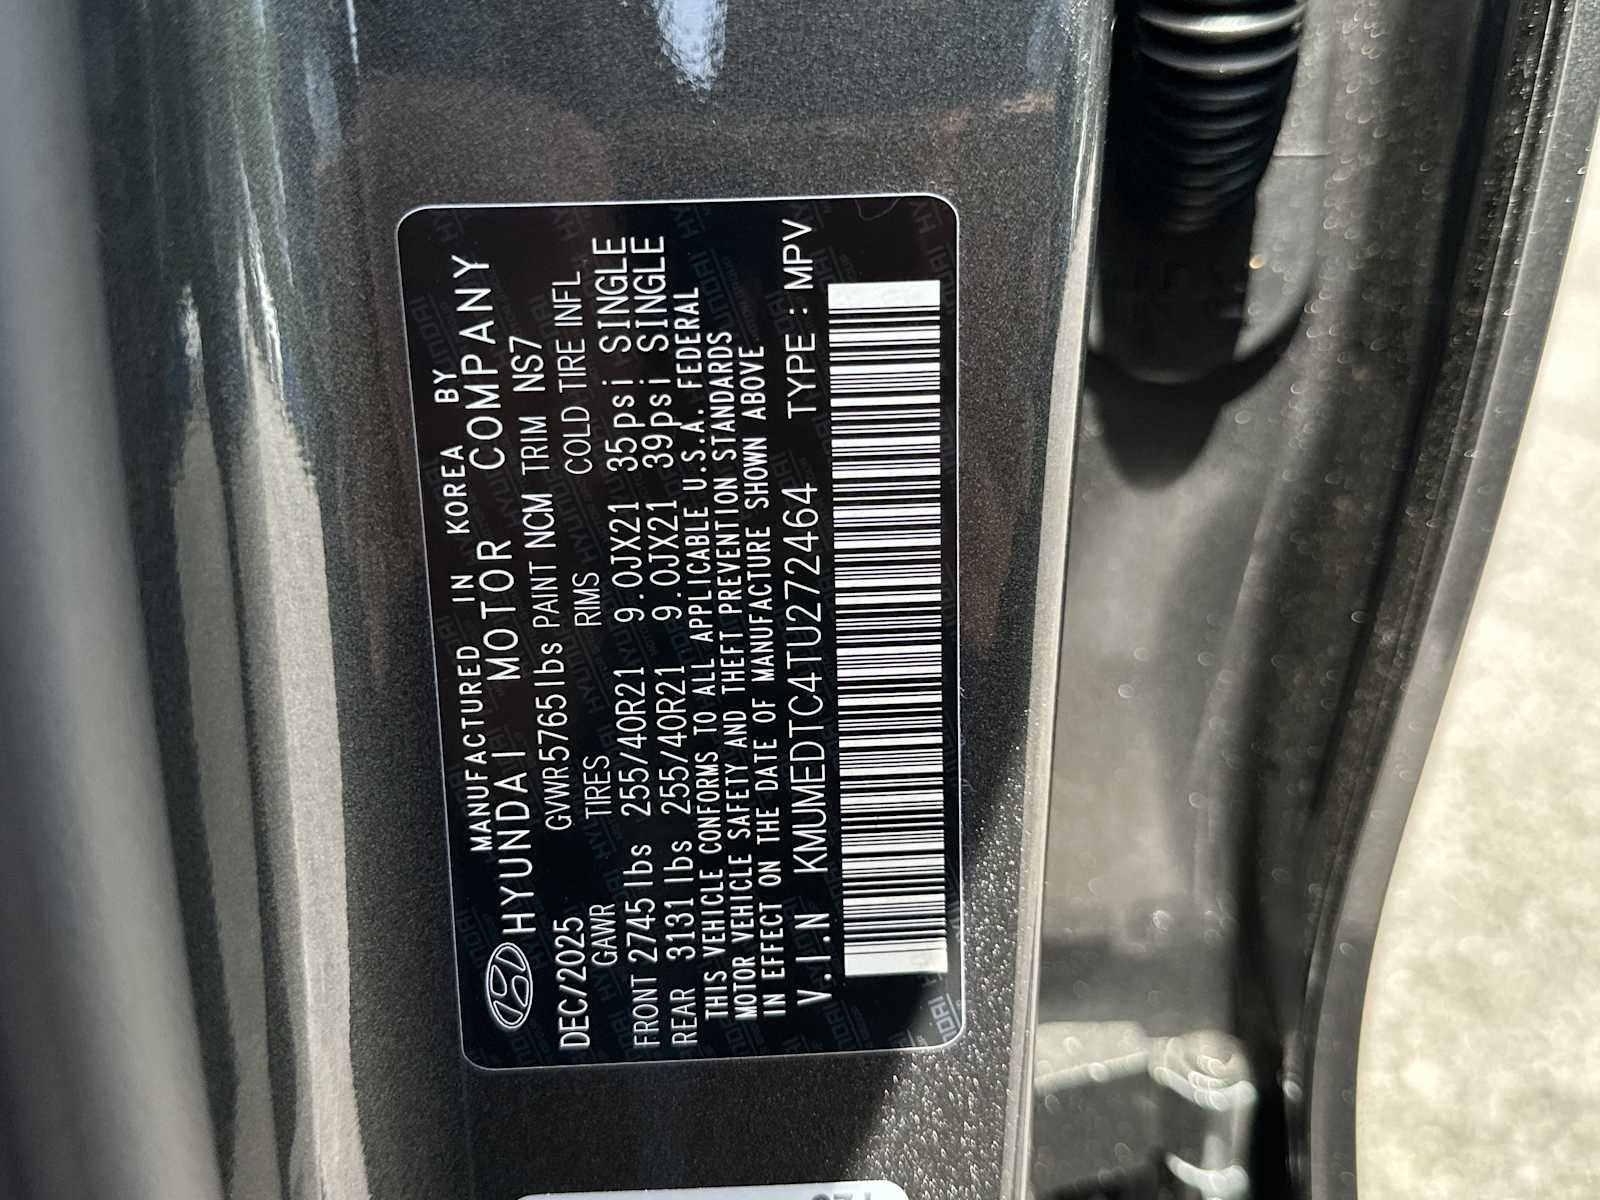 MANUFACTURED IN KOREA BY
HYUNDAI MOTOR COMPANY
DEC/2025 GVWR 5765lbs PAINT NCM TRIM NS7
GAWR TIRES RIMS COLD TIRE INFL
FRONT 2745lbs 255/40R21 9.0JX21 35psi SINGLE
REAR 3131lbs 255/40R21 9.0JX21 39psi SINGLE
THIS VEHICLE CONFORMS TO ALL APPLICABLE U.S.A. FEDERAL
MOTOR VEHICLE SAFETY AND THEFT PREVENTION STANDARDS
IN EFFECT ON THE DATE OF MANUFACTURE SHOWN ABOVE
V.I.N KMUMEDTC4TU272464 TYPE : MPV